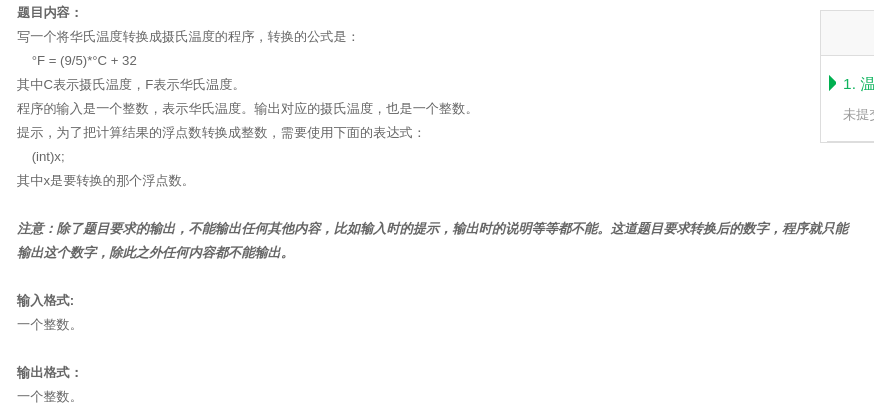 题目内容：
写一个将华氏温度转换成摄氏温度的程序，转换的公式是：
°F = (9/5)*°C + 32
其中C表示摄氏温度，F表示华氏温度。
程序的输入是一个整数，表示华氏温度。输出对应的摄氏温度，也是一个整数。
提示，为了把计算结果的浮点数转换成整数，需要使用下面的表达式：
(int)x;
其中x是要转换的那个浮点数。
注意：除了题目要求的输出，不能输出任何其他内容，比如输入时的提示，输出时的说明等等都不能。这道题目要求转换后的数字，程序就只能
输出这个数字，除此之外任何内容都不能输出。
输入格式:
一个整数。
输出格式：
一个整数。
1. 温
未提交